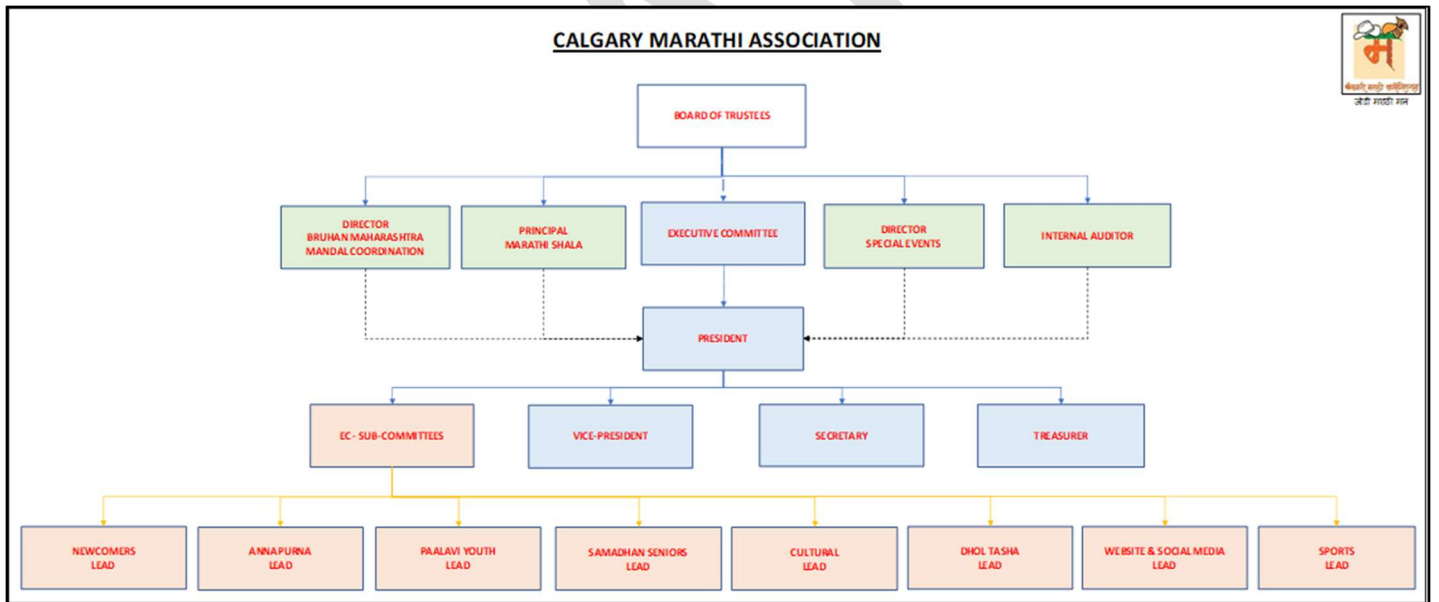 CALGARY MARATHI ASSOCIATION
म
जोडी मराठी मन
BOARD OF TRUSTEES
DIRECTOR
BRUHAN MAHARASHTRA
MANDAL COORDINATION
PRINCIPAL
MARATHI SHALA
EXECUTIVE COMMITTEE
DIRECTOR
SPECIAL EVENTS
INTERNAL AUDITOR
PRESIDENT
EC- SUB-COMMITTEES
VICE-PRESIDENT
SECRETARY
TREASURER
NEWCOMERS
LEAD
ANNAPURNA
LEAD
PAALAVI YOUTH
LEAD
SAMADHAN SENIORS
LEAD
CULTURAL
LEAD
DHOL TASHA
LEAD
WEBSITE & SOCIAL MEDIA
LEAD
SPORTS
LEAD